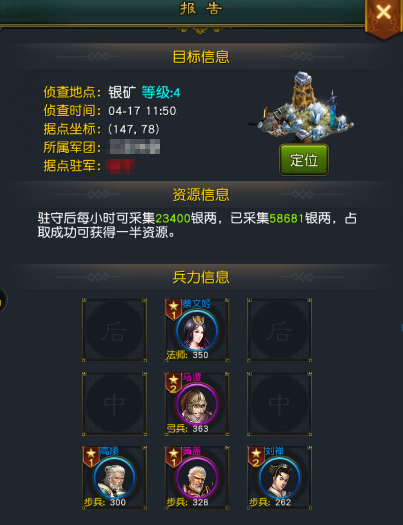 报 告
目标信息
侦查地点: 银矿 等级:4
侦查时间: 04-17 11:50
据点坐标: (147, 78)
所属军团:
据点驻军:
定位
资源信息
驻守后每小时可采集23400银两，已采集58681银两，占
取成功可获得一半资源。
兵力信息
后
1 蔡文姬
法师: 350
后
中
2 马谡
弓兵: 363
中
1 高顺
步兵: 300
1 黄盖
步兵: 328
2 刘禅
步兵: 262